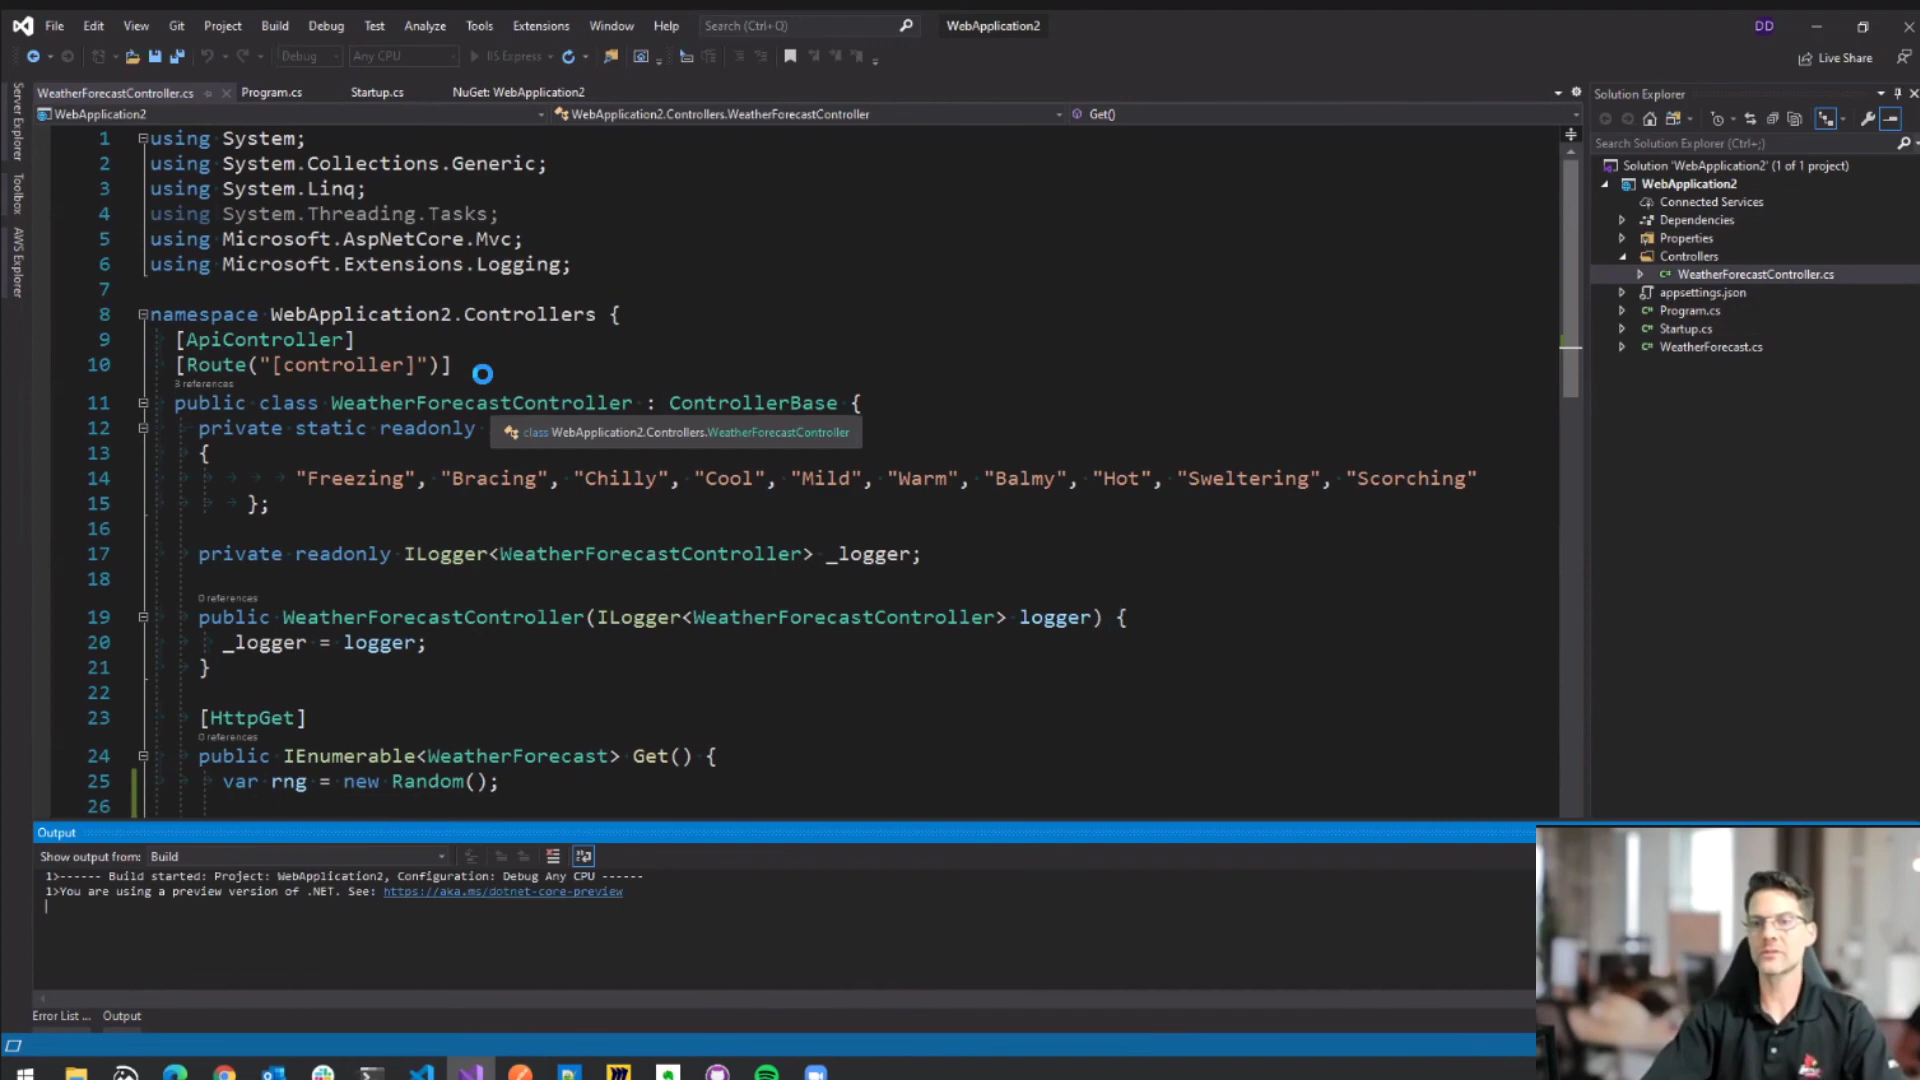 File Edit View Git Project Build Debug Test Analyze Tools Extensions Window Help Search (Ctrl+Q) WebApplication2 DD
Debug Any CPU IIS Express Live Share
WeatherForecastController.cs Program.cs Startup.cs NuGet: WebApplication2
WebApplication2 WebApplication2.Controllers.WeatherForecastController Get()
Server Explorer
Toolbox
AWS Explorer
1 using System;
2 using System.Collections.Generic;
3 using System.Linq;
4 using System.Threading.Tasks;
5 using Microsoft.AspNetCore.Mvc;
6 using Microsoft.Extensions.Logging;
7
8 namespace WebApplication2.Controllers {
9 [ApiController]
10 [Route("[controller]")]
3 references
11 public class WeatherForecastController : ControllerBase {
12 private static readonly
class WebApplication2.Controllers.WeatherForecastController
13 {
14 "Freezing", "Bracing", "Chilly", "Cool", "Mild", "Warm", "Balmy", "Hot", "Sweltering", "Scorching"
15 };
16
17 private readonly ILogger<WeatherForecastController> _logger;
18
0 references
19 public WeatherForecastController(ILogger<WeatherForecastController> logger) {
20 _logger = logger;
21 }
22
23 [HttpGet]
0 references
24 public IEnumerable<WeatherForecast> Get() {
25 var rng = new Random();
26
Solution Explorer
Search Solution Explorer (Ctrl+;)
Solution 'WebApplication2' (1 of 1 project)
WebApplication2
Connected Services
Dependencies
Properties
Controllers
WeatherForecastController.cs
appsettings.json
Program.cs
Startup.cs
WeatherForecast.cs
Output
Show output from: Build
1>------ Build started: Project: WebApplication2, Configuration: Debug Any CPU ------
1>You are using a preview version of .NET. See: https://aka.ms/dotnet-core-preview
Error List ... Output